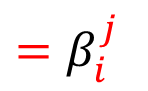 = β_i^j